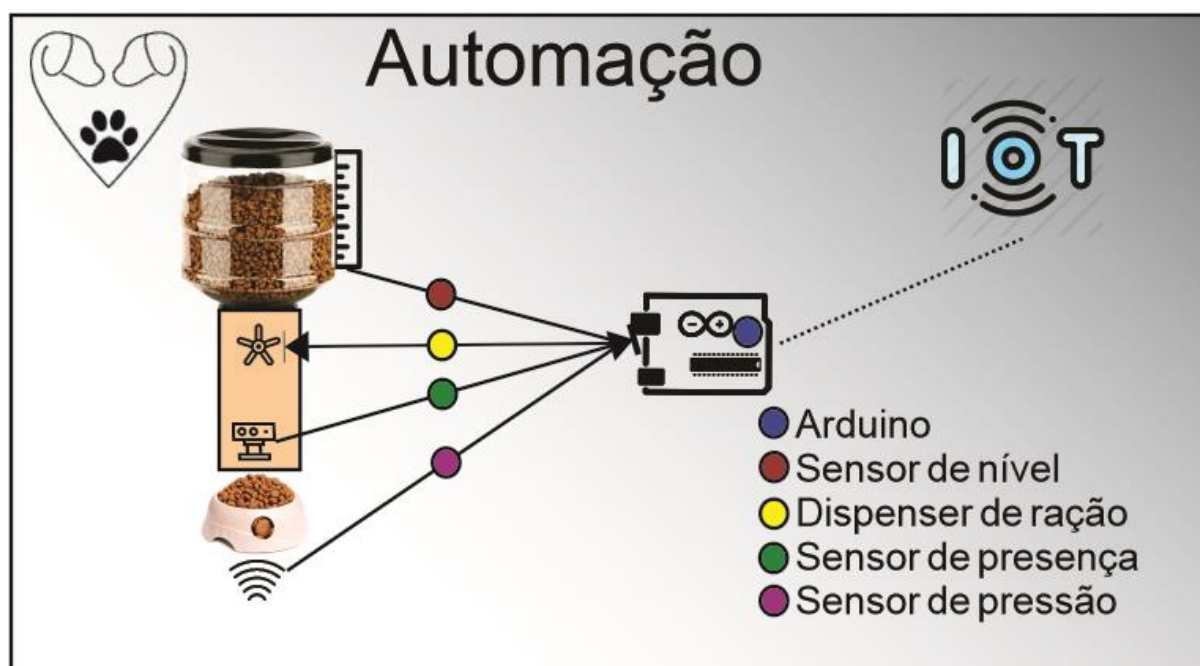 Automação
IOT
Arduino
Sensor de nível
Dispenser de ração
Sensor de presença
Sensor de pressão